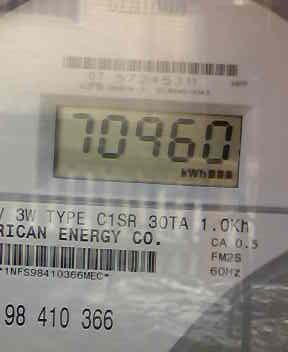 70960
kWh
/ 3W TYPE C1SR 30TA 1.0Kh
RICAN ENERGY CO.
CA 0.5
*1NFS98410366MEC*
FM2S
60Hz
98 410 366